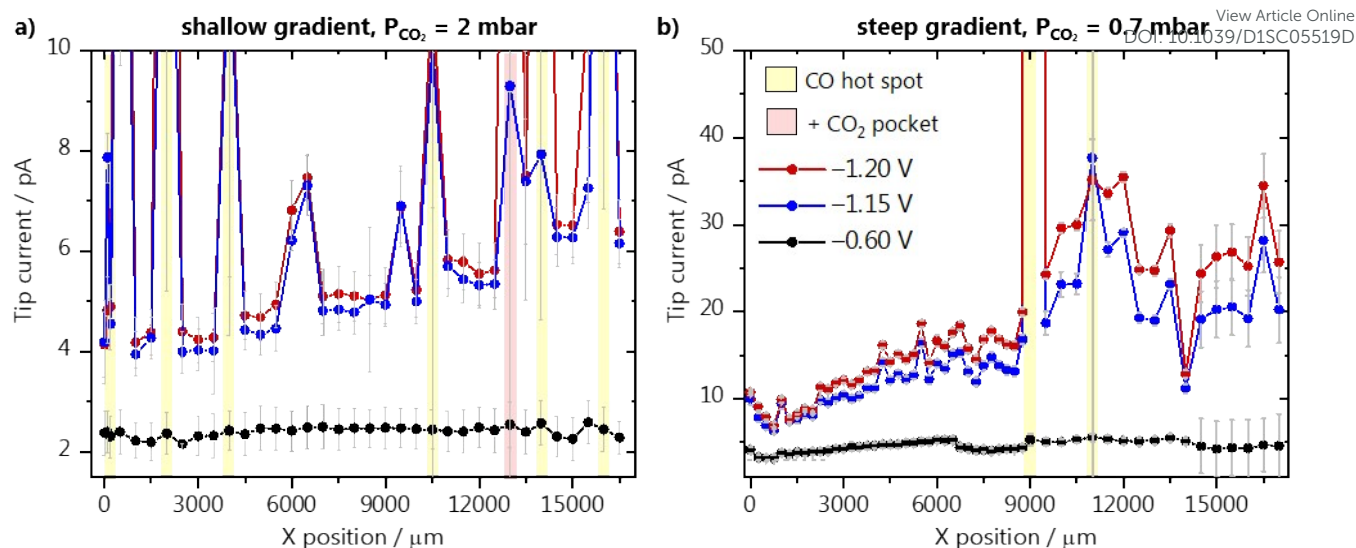 View Article Online
DOI: 10.1039/D1SC05519D
a) shallow gradient, P_CO₂ = 2 mbar
10
8
6
4
2
Tip current / pA
0 3000 6000 9000 12000 15000
X position / µm
b) steep gradient, P_CO₂ = 0.7 mbar
50
40
30
20
10
Tip current / pA
CO hot spot
+ CO₂ pocket
–1.20 V
–1.15 V
–0.60 V
0 3000 6000 9000 12000 15000
X position / µm